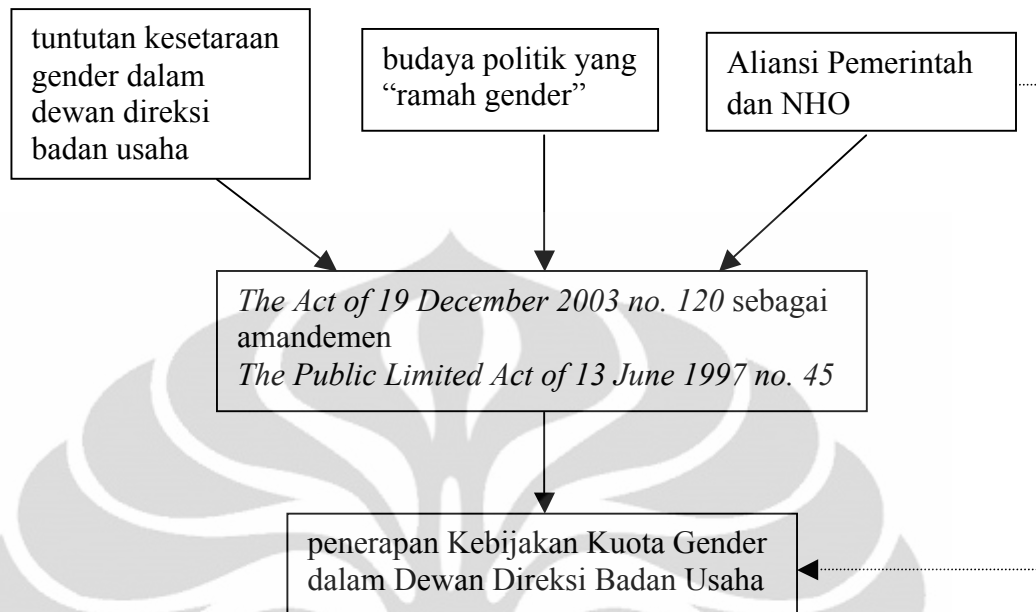 tuntutan kesetaraan
gender dalam
dewan direksi
badan usaha
budaya politik yang
“ramah gender”
Aliansi Pemerintah
dan NHO
The Act of 19 December 2003 no. 120 sebagai
amandemen
The Public Limited Act of 13 June 1997 no. 45
penerapan Kebijakan Kuota Gender
dalam Dewan Direksi Badan Usaha